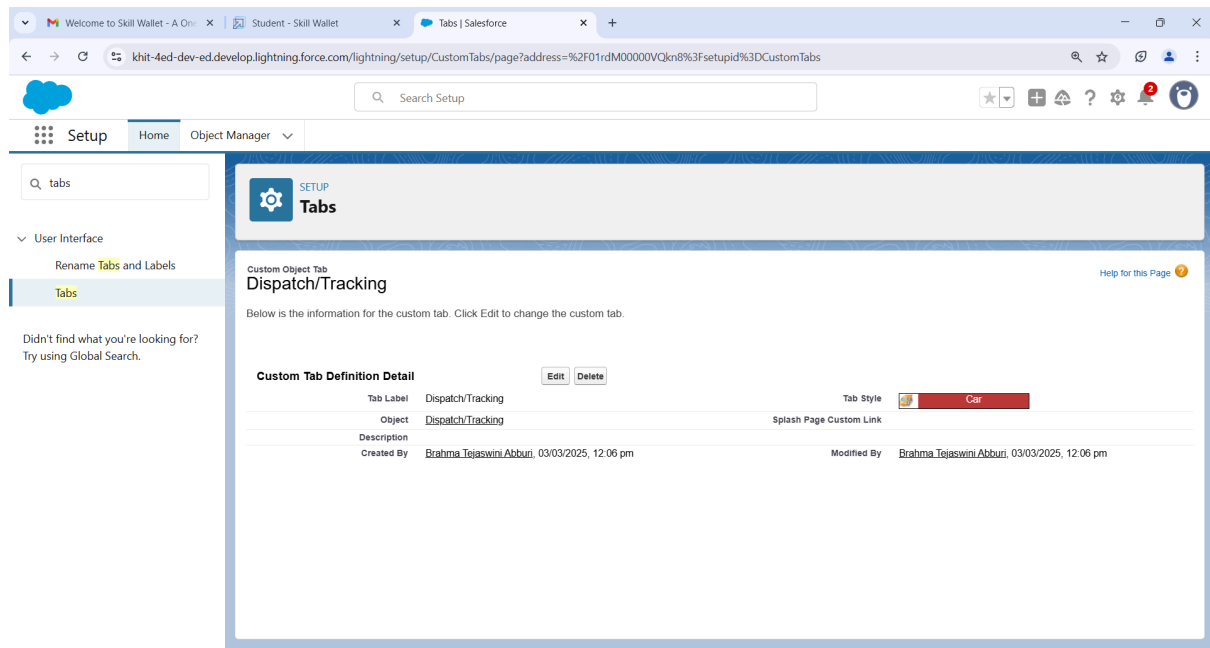 Welcome to Skill Wallet - A One
Student - Skill Wallet
Tabs | Salesforce
khit-4ed-dev-ed.develop.lightning.force.com/lightning/setup/CustomTabs/page?address=%2F01rdM00000VQkn8%3Fsetupid%3DCustomTabs
Search Setup
2
Setup
Home
Object Manager
tabs
SETUP
Tabs
User Interface
Rename Tabs and Labels
Tabs
Didn't find what you're looking for?
Try using Global Search.
Custom Object Tab
Dispatch/Tracking
Help for this Page
Below is the information for the custom tab. Click Edit to change the custom tab.
Custom Tab Definition Detail
Edit Delete
Tab Label Dispatch/Tracking Tab Style Car
Object Dispatch/Tracking Splash Page Custom Link
Description
Created By Brahma Tejaswini Abburi, 03/03/2025, 12:06 pm Modified By Brahma Tejaswini Abburi, 03/03/2025, 12:06 pm